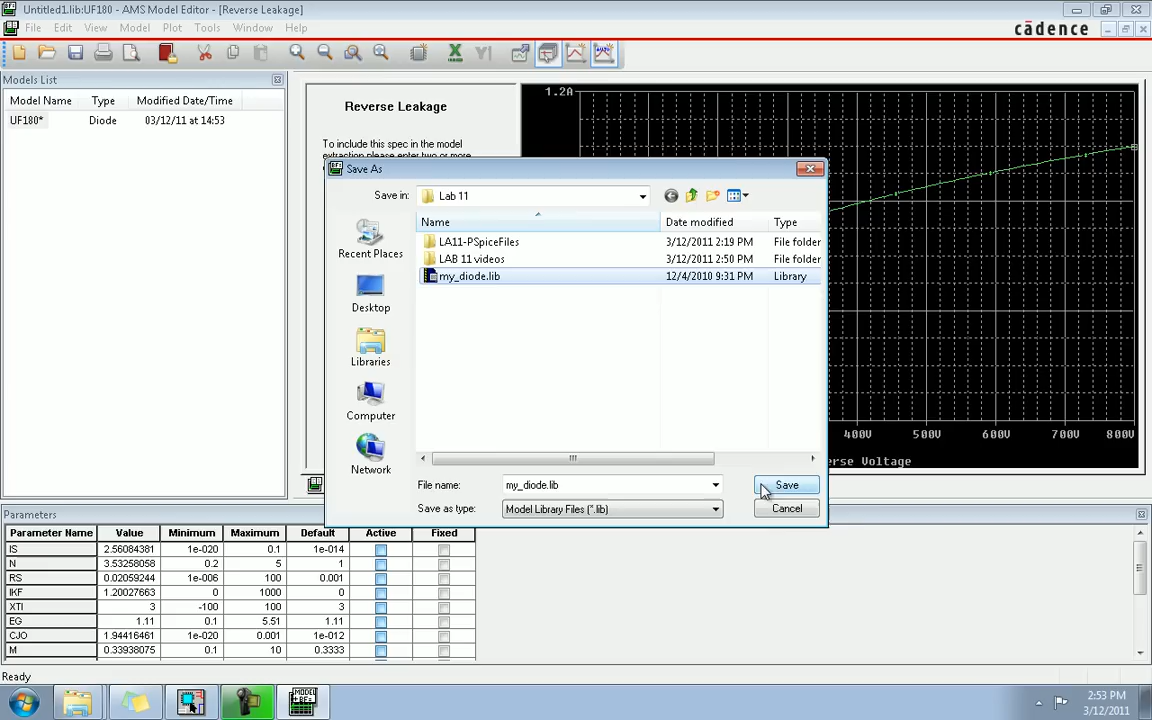 Untitled1.lib:UF180 - AMS Model Editor - [Reverse Leakage]
File Edit View Model Plot Tools Window Help
cādence
Models List
Model Name Type Modified Date/Time
UF180* Diode 03/12/11 at 14:53
Reverse Leakage
To include this spec in the model
extraction please enter two or more
1.2A
400V 500V 600V 700V 800V
erse Voltage
Save As
Save in: Lab 11
Name Date modified Type
LA11-PSpiceFiles 3/12/2011 2:19 PM File folder
LAB 11 videos 3/12/2011 2:50 PM File folder
my_diode.lib 12/4/2010 9:31 PM Library
Recent Places
Desktop
Libraries
Computer
Network
File name: my_diode.lib Save
Save as type: Model Library Files (*.lib) Cancel
Parameters
Parameter Name Value Minimum Maximum Default Active Fixed
IS 2.56084381 1e-020 0.1 1e-014
N 3.53258058 0.2 5 1
RS 0.02059244 1e-006 100 0.001
IKF 1.20027663 0 1000 0
XTI 3 -100 100 3
EG 1.11 0.1 5.51 1.11
CJO 1.94416461 1e-020 0.001 1e-012
M 0.33938075 0.1 10 0.3333
Ready
MODEL
2:53 PM
3/12/2011